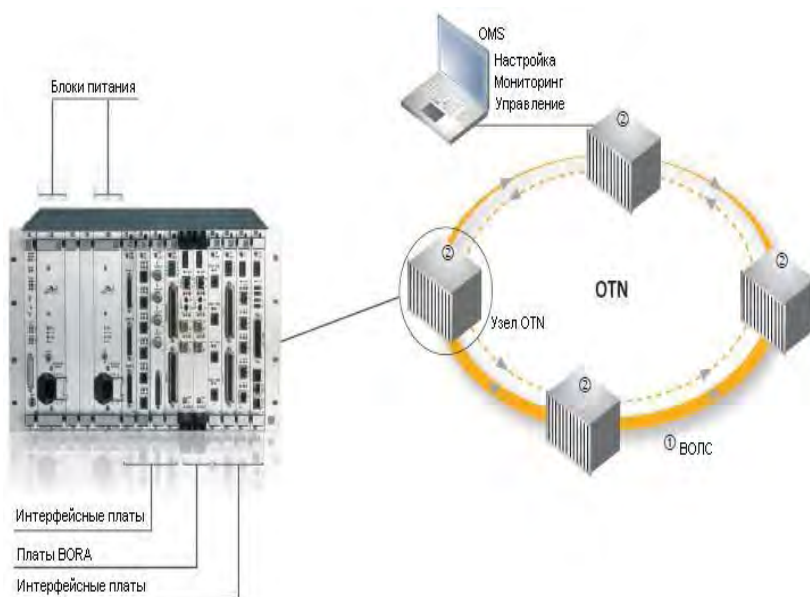 OMS
Настройка
Мониторинг
Управление
Блоки питания
②
②
②
OTN
Узел OTN
②
① ВОЛС
Интерфейсные платы
Платы BORA
Интерфейсные платы